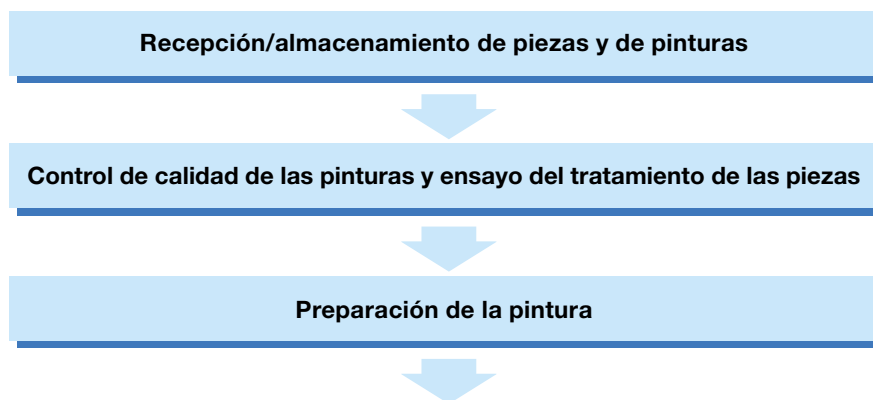 Recepción/almacenamiento de piezas y de pinturas
Control de calidad de las pinturas y ensayo del tratamiento de las piezas
Preparación de la pintura